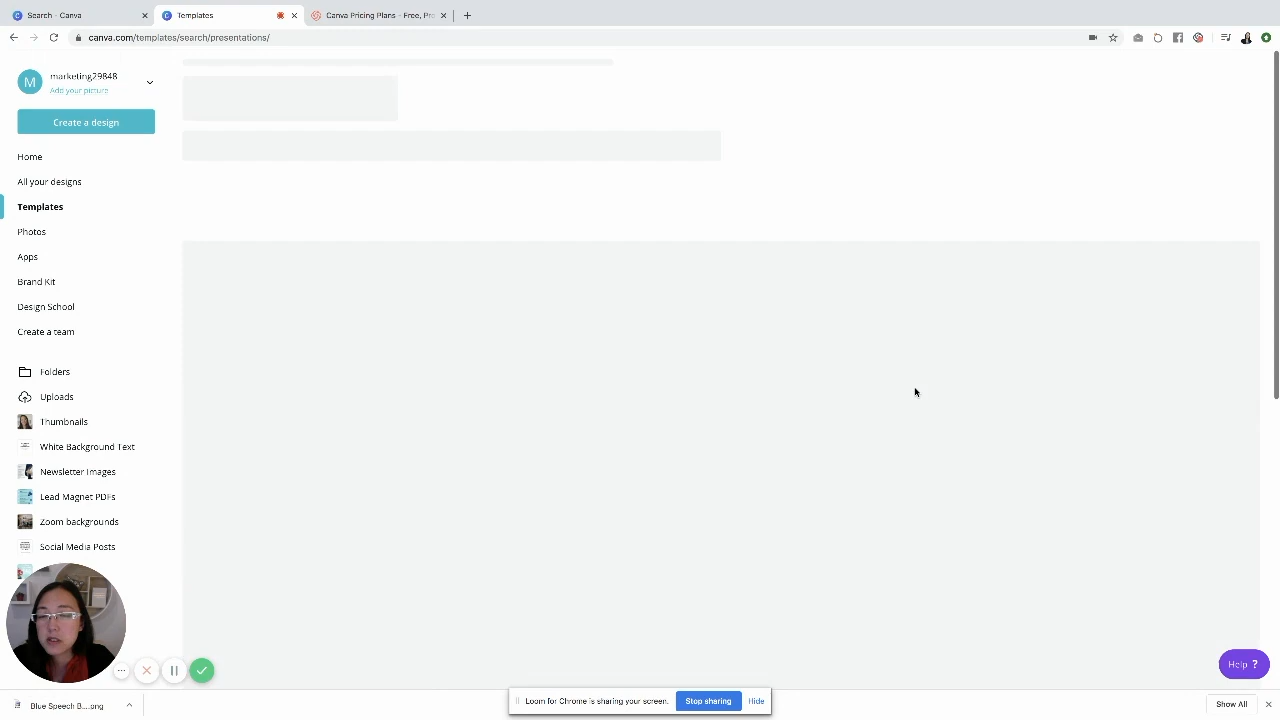 Search - Canva
Templates
Canva Pricing Plans - Free, Pro
canva.com/templates/search/presentations/
M
marketing29848
Add your picture
Create a design
Home
All your designs
Templates
Photos
Apps
Brand Kit
Design School
Create a team
Folders
Uploads
Thumbnails
White Background Text
Newsletter Images
Lead Magnet PDFs
Zoom backgrounds
Social Media Posts
Help ?
Loom for Chrome is sharing your screen.
Stop sharing
Hide
Blue Speech B....png
Show All